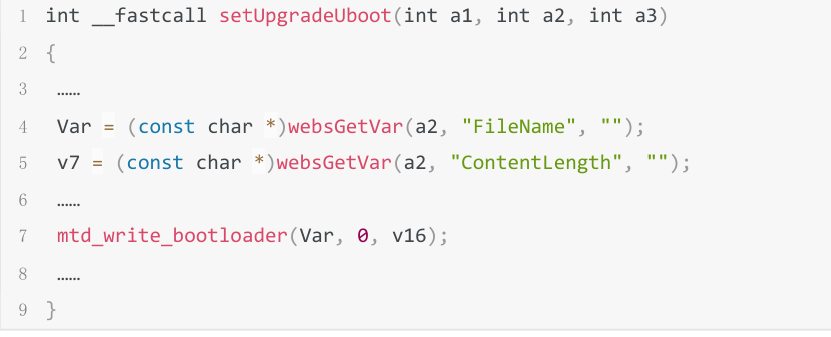 1 int __fastcall setUpgradeUboot(int a1, int a2, int a3)
2 {
3 ……
4 Var = (const char *)websGetVar(a2, "FileName", "");
5 v7 = (const char *)websGetVar(a2, "ContentLength", "");
6 ……
7 mtd_write_bootloader(Var, 0, v16);
8 ……
9 }